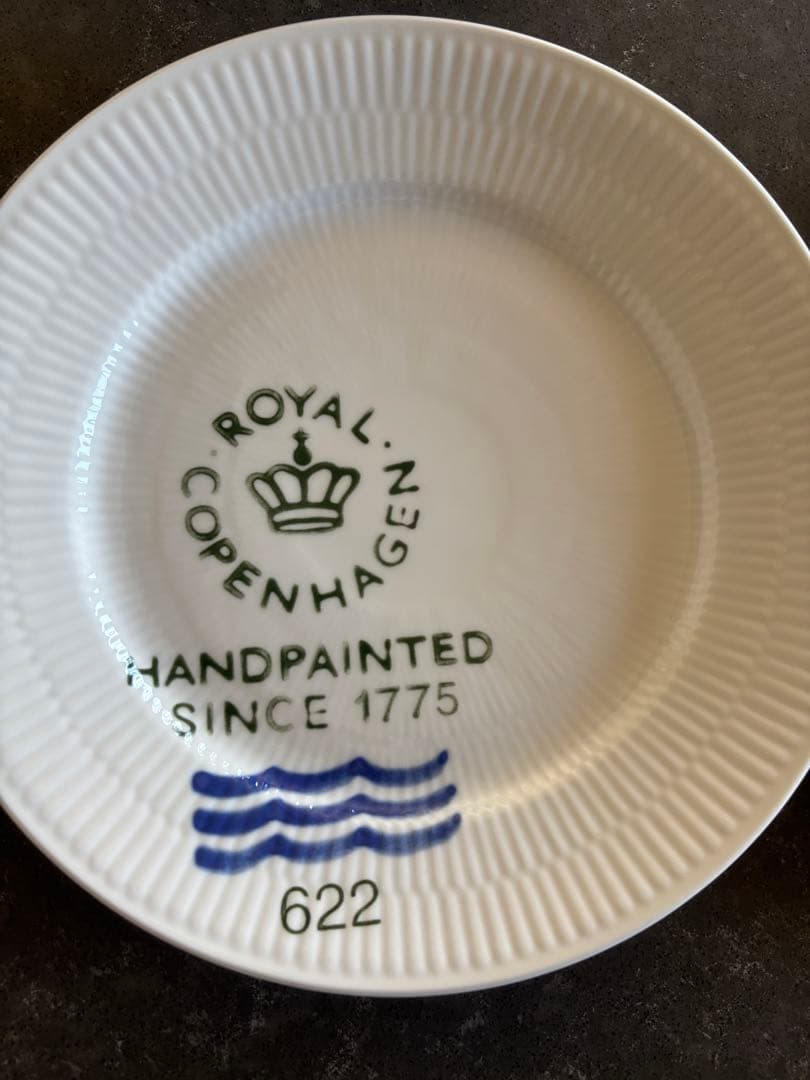 ROYAL.
COPENHAGEN
HANDPAINTED
SINCE 1775
622